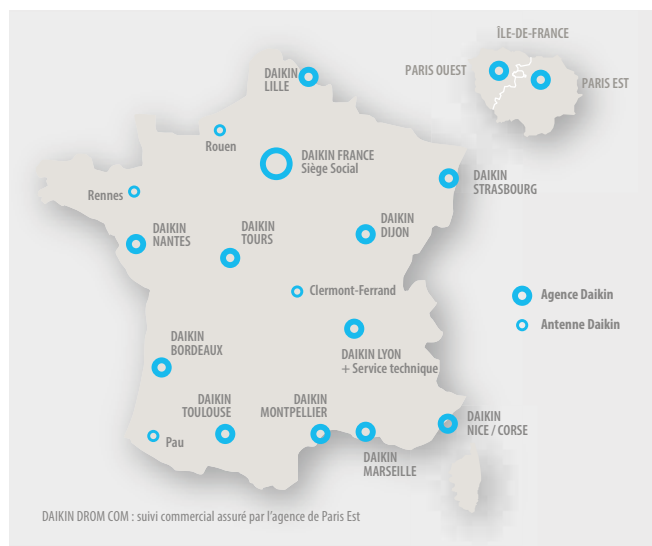 ÎLE-DE-FRANCE
PARIS OUEST
PARIS EST
DAIKIN
LILLE
Rouen
DAIKIN FRANCE
Siège Social
DAIKIN
STRASBOURG
Rennes
DAIKIN
NANTES
DAIKIN
TOURS
DAIKIN
DIJON
Clermont-Ferrand
Agence Daikin
Antenne Daikin
DAIKIN
BORDEAUX
DAIKIN LYON
+ Service technique
DAIKIN
TOULOUSE
DAIKIN
MONTPELLIER
DAIKIN
NICE / CORSE
Pau
DAIKIN
MARSEILLE
DAIKIN DROM COM : suivi commercial assuré par l'agence de Paris Est